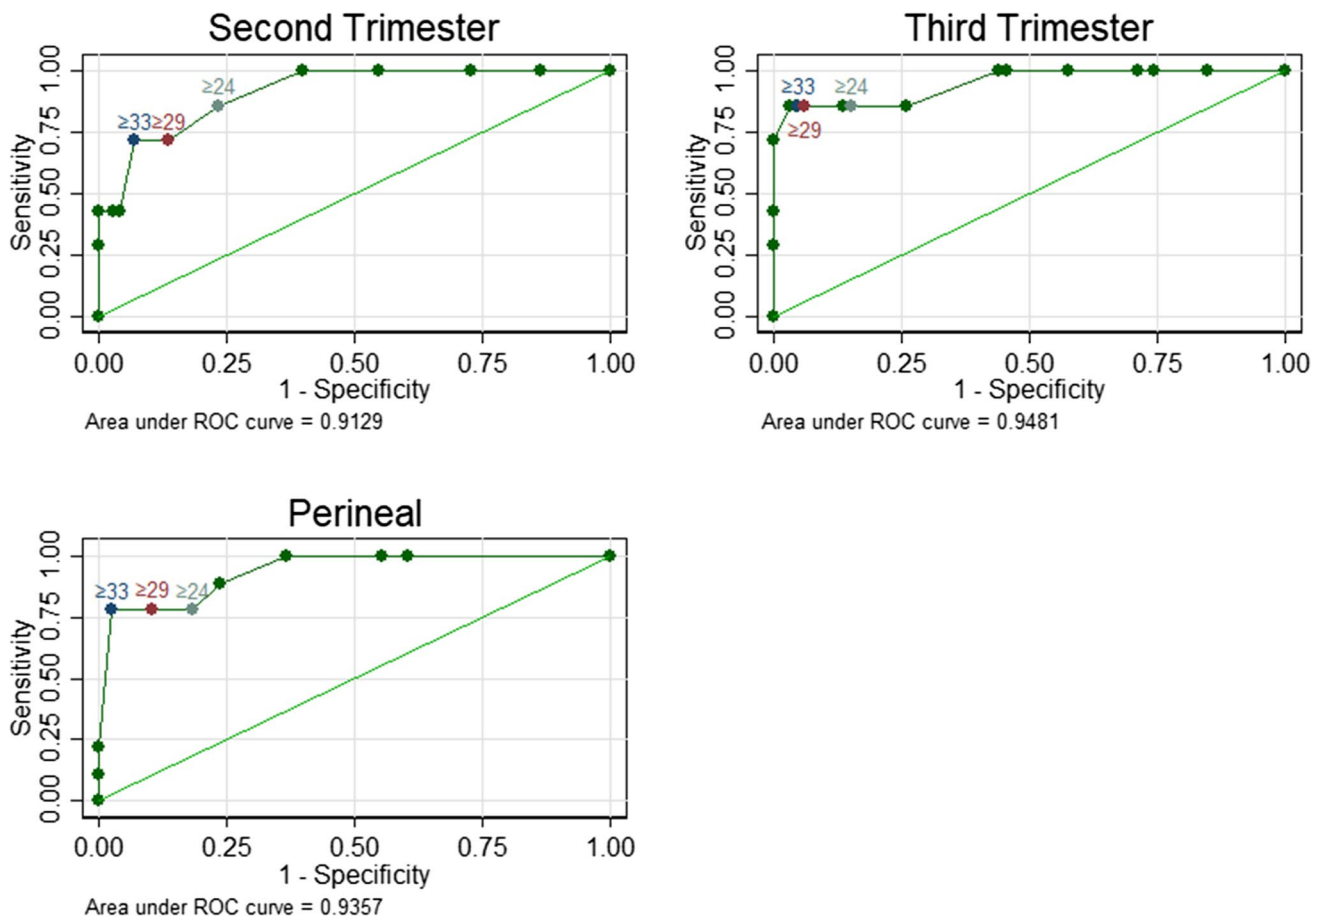 Second Trimester
Sensitivity
0.00 0.25 0.50 0.75 1.00
≥33 ≥29 ≥24
0.00 0.25 0.50 0.75 1.00
1 - Specificity
Area under ROC curve = 0.9129
Third Trimester
Sensitivity
0.00 0.25 0.50 0.75 1.00
≥33 ≥24
≥29
0.00 0.25 0.50 0.75 1.00
1 - Specificity
Area under ROC curve = 0.9481
Perineal
Sensitivity
0.00 0.25 0.50 0.75 1.00
≥33 ≥29 ≥24
0.00 0.25 0.50 0.75 1.00
1 - Specificity
Area under ROC curve = 0.9357